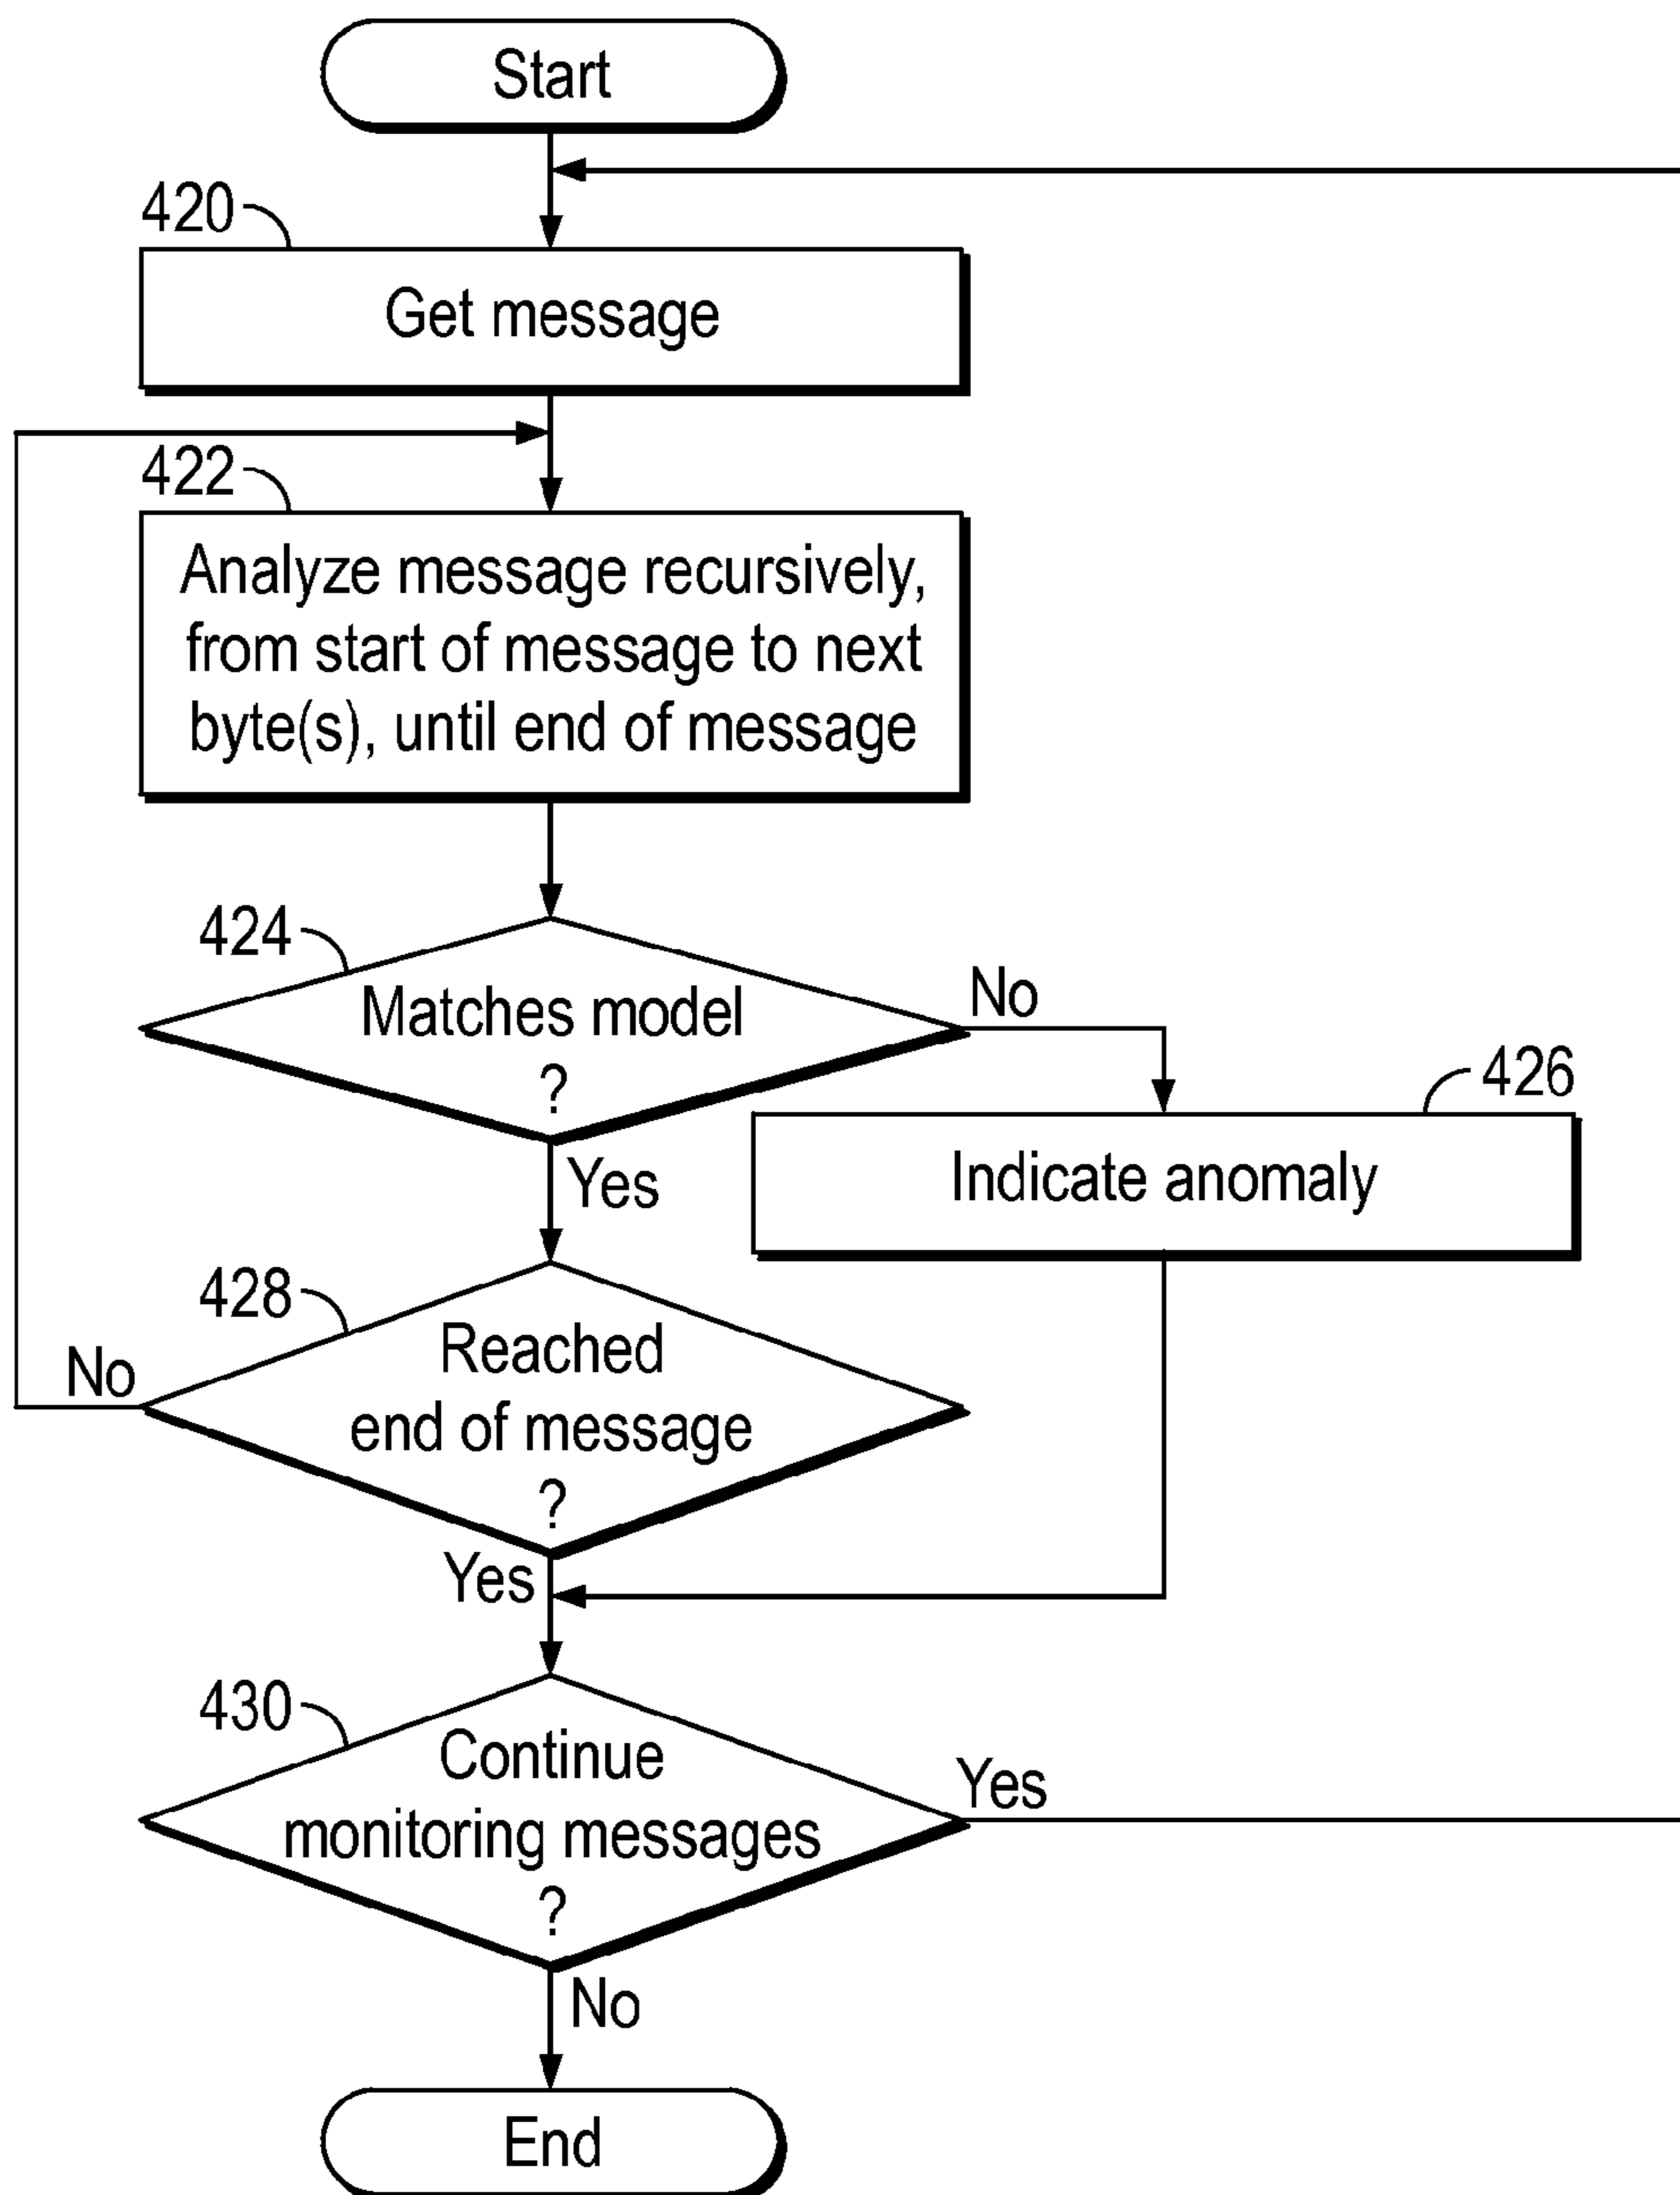 Start
420
Get message
422
Analyze message recursively,
from start of message to next
byte(s), until end of message
424
Matches model
?
No
Yes
426
Indicate anomaly
428
Reached
end of message
?
No
Yes
430
Continue
monitoring messages
?
Yes
No
End